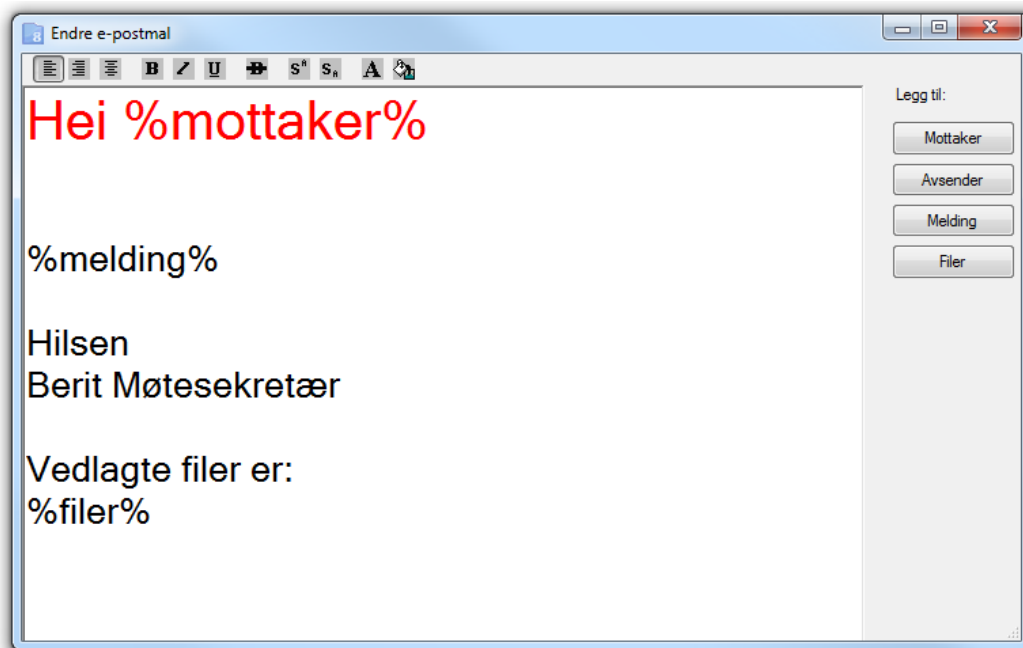 Endre e-postmal
B U S S A
Legg til:
Hei %mottaker%
%melding%
Hilsen
Berit Møtesekretær
Vedlagte filer er:
%filer%
Mottaker
Avsender
Melding
Filer